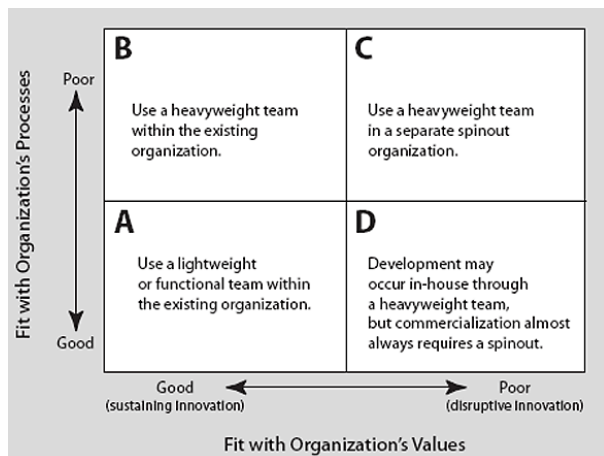 Fit with Organization's Processes
Poor
Good
B
Use a heavyweight team
within the existing
organization.
C
Use a heavyweight team
in a separate spinout
organization.
A
Use a lightweight
or functional team within
the existing organization.
D
Development may
occur in-house through
a heavyweight team,
but commercialization almost
always requires a spinout.
Good
(sustaining innovation)
Poor
(disruptive innovation)
Fit with Organization's Values